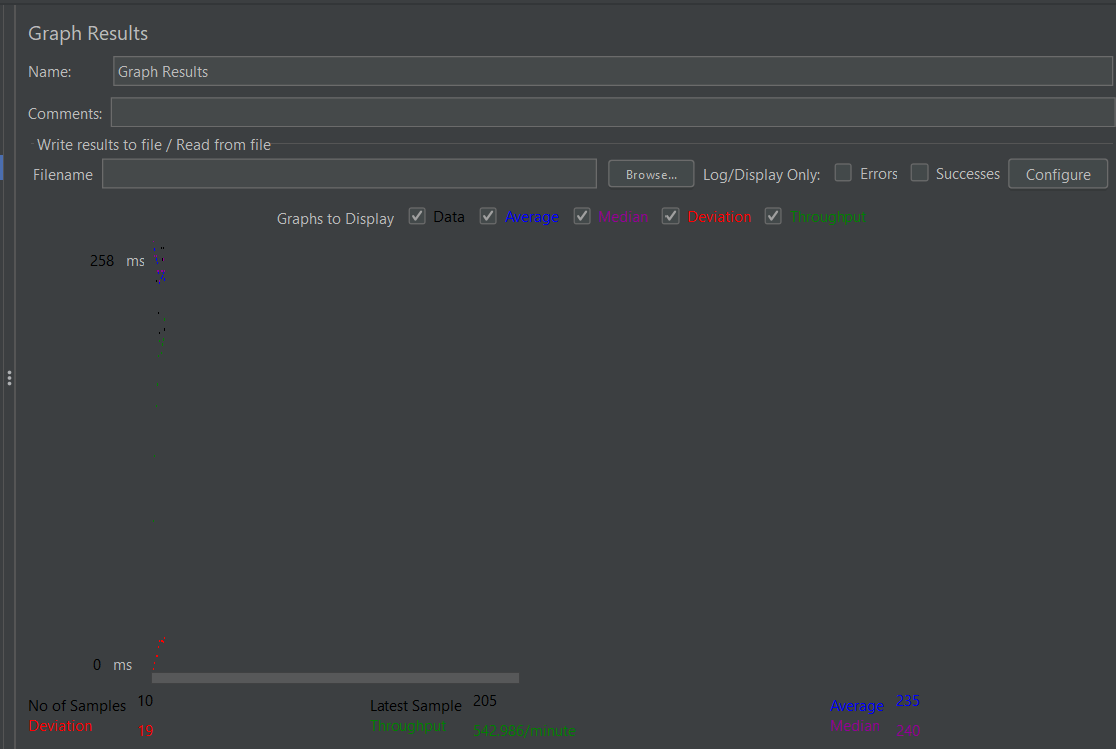 Graph Results
Name: Graph Results
Comments:
Write results to file / Read from file
Filename Browse... Log/Display Only: Errors Successes Configure
Graphs to Display Data Average Median Deviation Throughput
258 ms
0 ms
No of Samples 10 Latest Sample 205 Average 235
Deviation 19 Throughput 542.986/minute Median